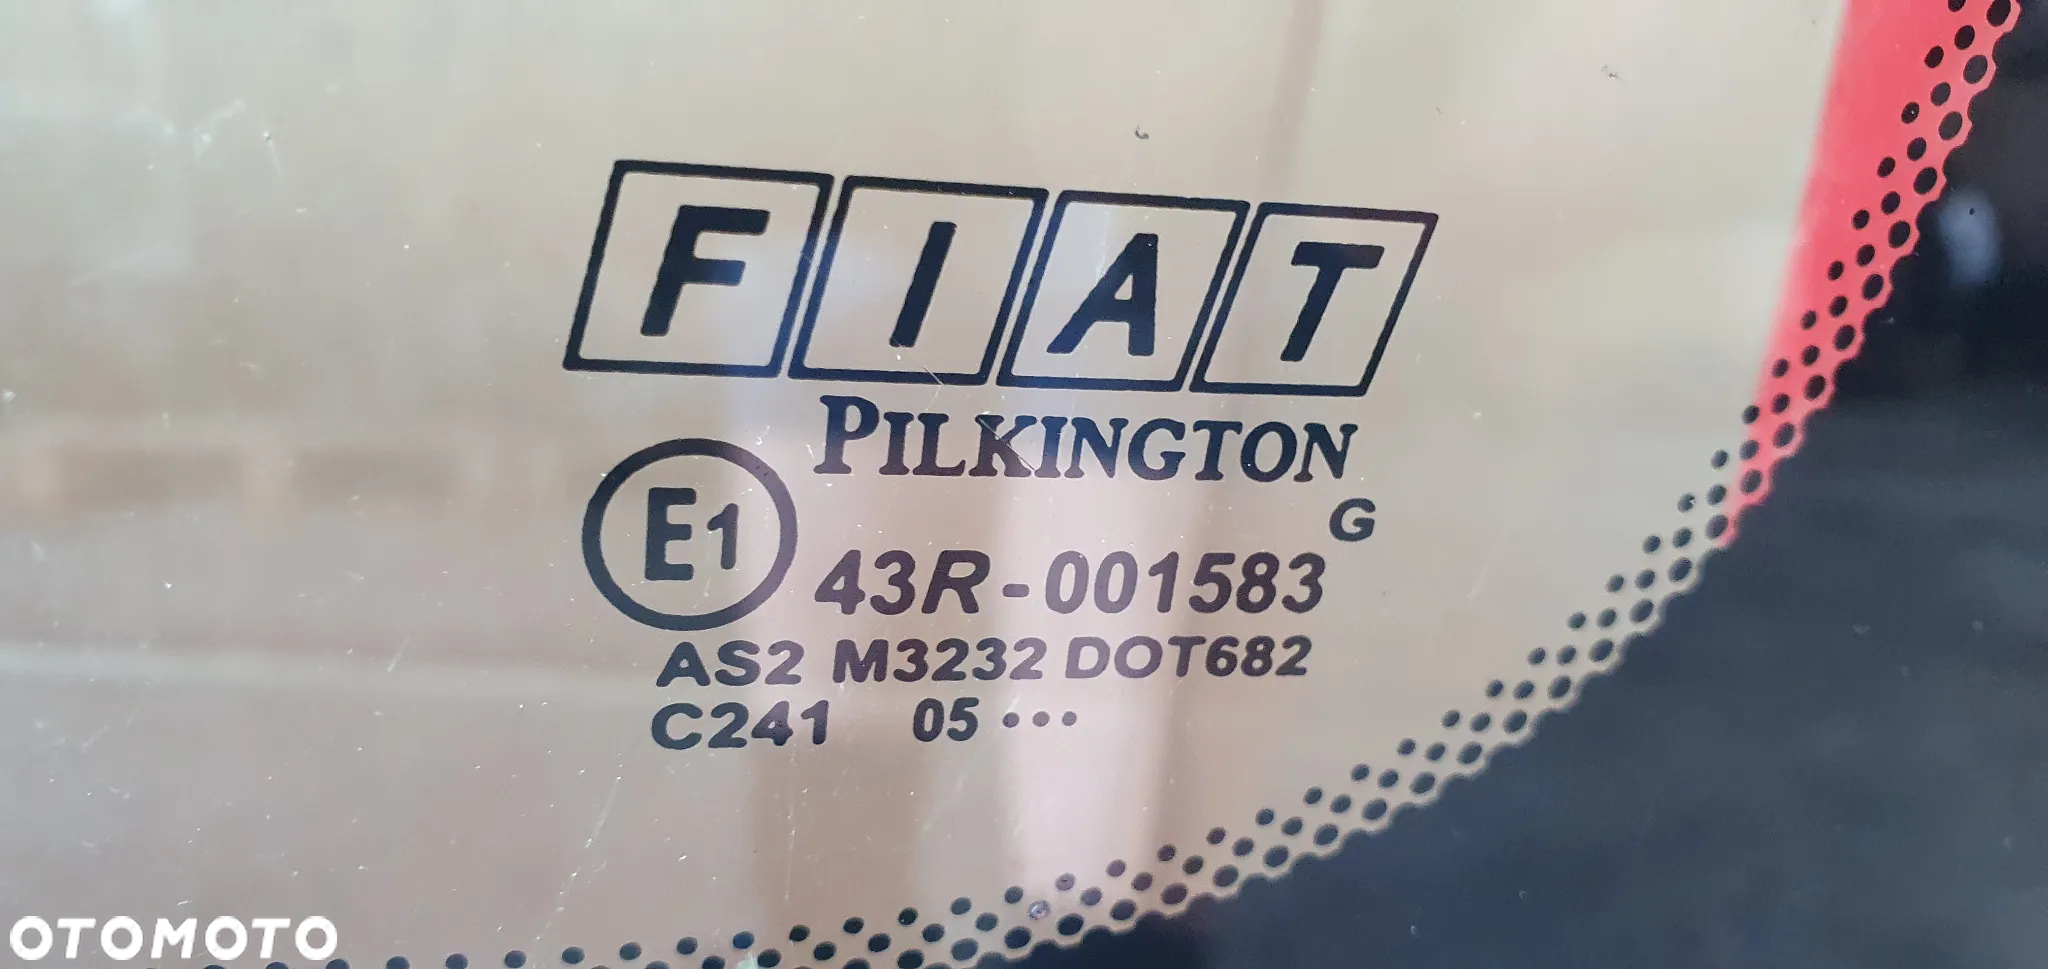 FIAT
PILKINGTON
E1
G
43R-001583
AS2 M3232 DOT682
C241 05 •••
OTOMOTO